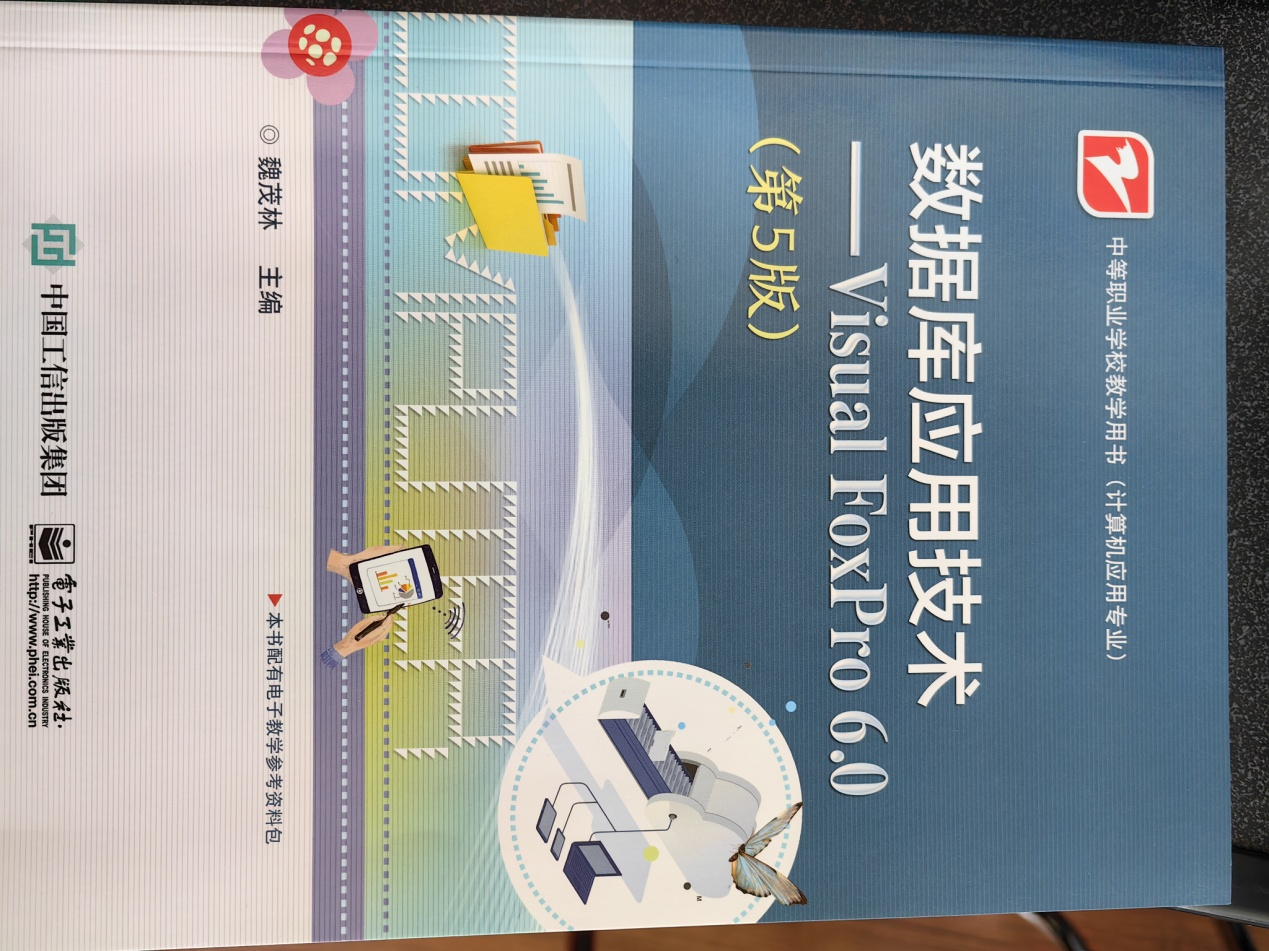 中等职业学校教学用书（计算机应用专业）
数据库应用技术
——Visual FoxPro 6.0
（第5版）
◎ 魏茂林 主编
▶本书配有电子教学参考资料包
中国工信出版集团
电子工业出版社·
PUBLISHING HOUSE OF ELECTRONICS INDUSTRY
http://www.phei.com.cn